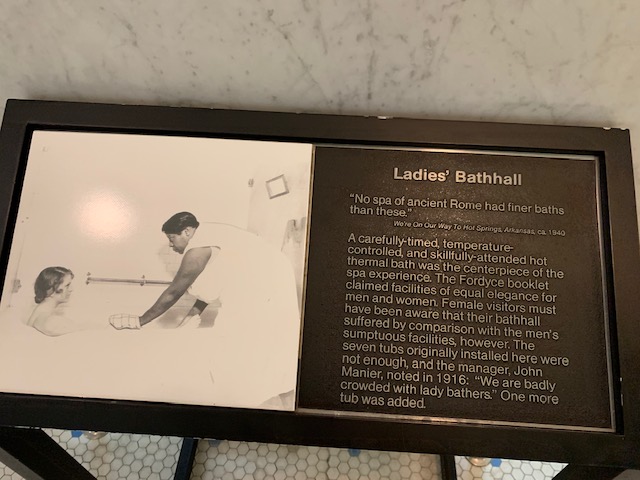 Ladies' Bathhall
"No spa of ancient Rome had finer baths
than these."
We're On Our Way To Hot Springs, Arkansas, ca. 1940
A carefully-timed, temperature-
controlled, and skillfully-attended hot
thermal bath was the centerpiece of the
spa experience. The Fordyce booklet
claimed facilities of equal elegance for
men and women. Female visitors must
have been aware that their bathhall
suffered by comparison with the men's
sumptuous facilities, however. The
seven tubs originally installed here were
not enough, and the manager, John
Manier, noted in 1916: "We are badly
crowded with lady bathers." One more
tub was added.